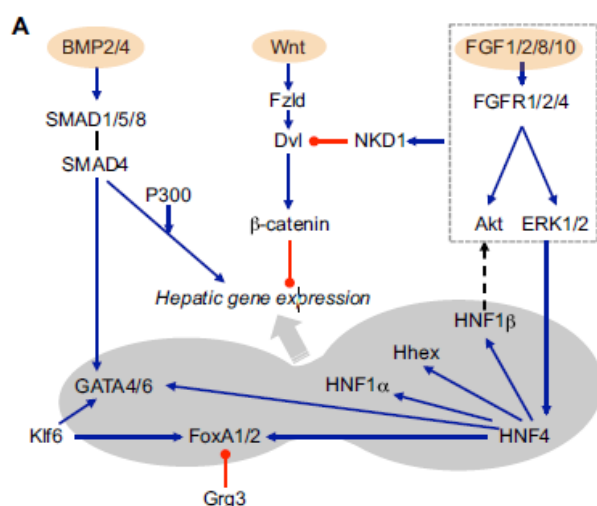 A
BMP2/4
Wnt
FGF1/2/8/10
Fzld
FGFR1/2/4
SMAD1/5/8
Dvl
NKD1
SMAD4
P300
β-catenin
Akt
ERK1/2
Hepatic gene expression
HNF1β
Hhex
GATA4/6
HNF1α
Klf6
FoxA1/2
HNF4
Grg3